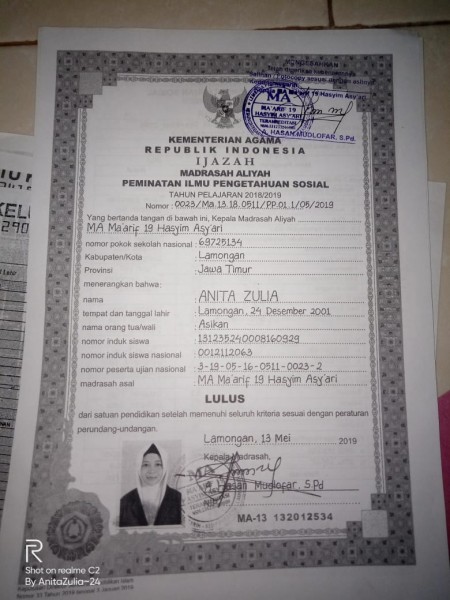 PENGESAHAN
MA
MA'ARIF 19
HASYIM ASY'ARI
TERAKREDITASI
A. HASAN MUGLOFAR, S.Pd.
KEMENTERIAN AGAMA
REPUBLIK INDONESIA
IJAZAH
MADRASAH ALIYAH
PEMINATAN ILMU PENGETAHUAN SOSIAL
TAHUN PELAJARAN 2018/2019
Nomor : 0023/Ma.13.18.0511/PP.01.1/05/2019
Yang bertanda tangan di bawah ini, Kepala Madrasah Aliyah
MA Ma'arif 19 Hasyim Asy'ari
nomor pokok sekolah nasional : 69725134
Kabupaten/Kota : Lamongan
Provinsi : Jawa Timur
menerangkan bahwa:
nama : ANITA ZULIA
tempat dan tanggal lahir : Lamongan, 24 Desember 2001
nama orang tua/wali : Asikan
nomor induk siswa : 131235240008160929
nomor induk siswa nasional : 0012112063
nomor peserta ujian nasional : 3-19-05-16-0511-0023-2
madrasah asal : MA Ma'arif 19 Hasyim Asy'ari
LULUS
dari satuan pendidikan setelah memenuhi seluruh kriteria sesuai dengan peraturan
perundang-undangan.
Lamongan, 13 Mei 2019
Kepala Madrasah,
Hasan Muglofar, S.Pd
MA-13 132012534
R
Shot on realme C2
By AnitaZulia~24